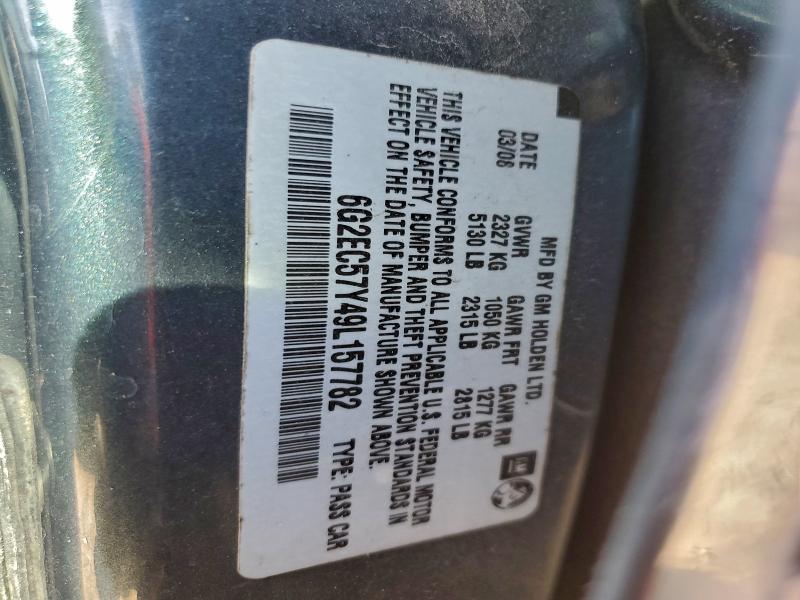 MFD BY GM HOLDEN LTD.
DATE GVWR GAWR FRT GAWR RR
03/08 2327 KG 1050 KG 1277 KG
5130 LB 2315 LB 2815 LB
THIS VEHICLE CONFORMS TO ALL APPLICABLE U.S. FEDERAL MOTOR
VEHICLE SAFETY, BUMPER AND THEFT PREVENTION STANDARDS IN
EFFECT ON THE DATE OF MANUFACTURE SHOWN ABOVE.
6G2EC57Y49L157782 TYPE: PASS CAR
GM